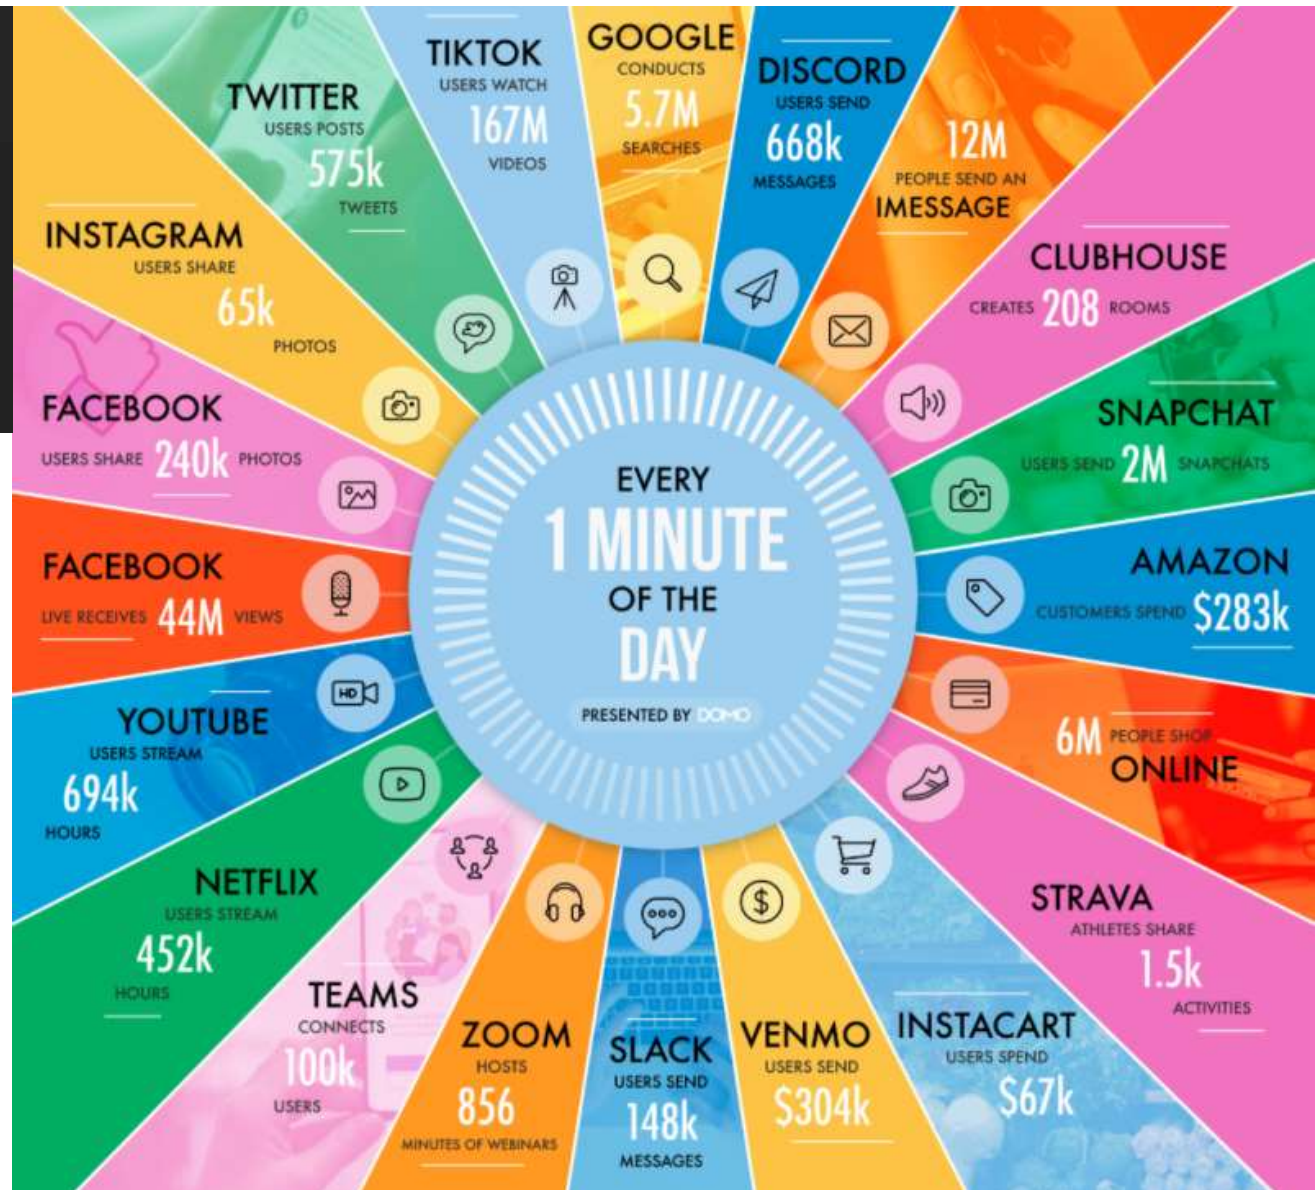 TWITTER
USERS POSTS
575k
TWEETS
TIKTOK
USERS WATCH
167M
VIDEOS
GOOGLE
CONDUCTS
5.7M
SEARCHES
DISCORD
USERS SEND
668k
MESSAGES
12M
PEOPLE SEND AN
IMESSAGE
CLUBHOUSE
CREATES 208 ROOMS
SNAPCHAT
USERS SEND 2M SNAPCHATS
AMAZON
CUSTOMERS SPEND $283k
6M PEOPLE SHOP
ONLINE
STRAVA
ATHLETES SHARE
1.5k
ACTIVITIES
INSTACART
USERS SPEND
$67k
VENMO
USERS SEND
$304k
SLACK
USERS SEND
148k
MESSAGES
ZOOM
HOSTS
856
MINUTES OF WEBINARS
TEAMS
CONNECTS
100k
USERS
NETFLIX
USERS STREAM
452k
HOURS
YOUTUBE
USERS STREAM
694k
HOURS
FACEBOOK
LIVE RECEIVES 44M VIEWS
FACEBOOK
USERS SHARE 240k PHOTOS
INSTAGRAM
USERS SHARE
65k
PHOTOS
EVERY
1 MINUTE
OF THE
DAY
PRESENTED BY DOMO
HD